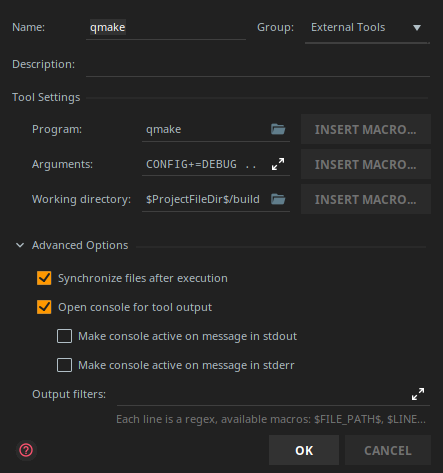 Name: qmake Group: External Tools
Description:
Tool Settings
Program: qmake INSERT MACRO...
Arguments: CONFIG+=DEBUG .. INSERT MACRO...
Working directory: $ProjectFileDir$/build INSERT MACRO...
Advanced Options
Synchronize files after execution
Open console for tool output
Make console active on message in stdout
Make console active on message in stderr
Output filters:
Each line is a regex, available macros: $FILE_PATH$, $LINE...
? OK CANCEL